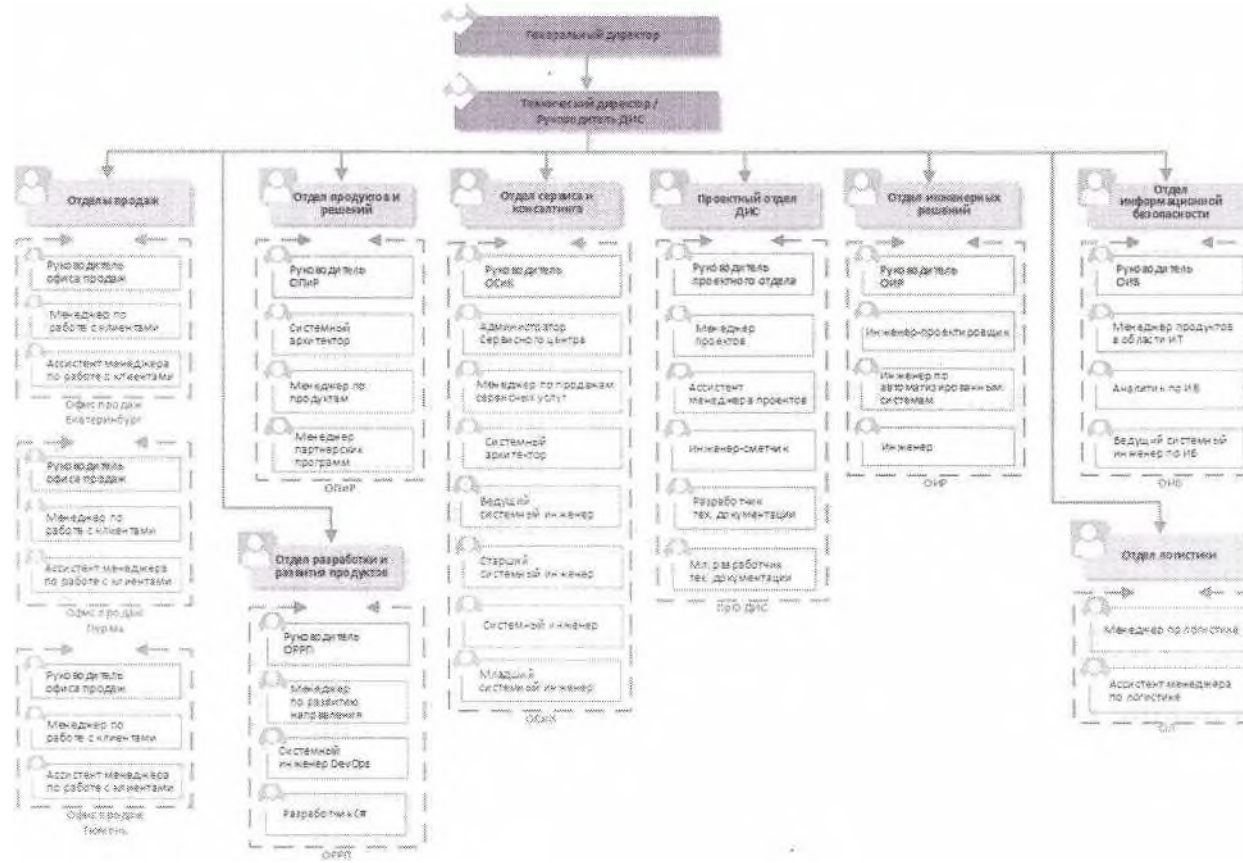 Генеральный директор
Технический директор /
Руководитель ДИС
Отделы продаж
Руководитель
офиса продаж
Менеджер по
работе с клиентами
Ассистент менеджера
по работе с клиентами
Офис продаж
Екатеринбург
Руководитель
офиса продаж
Менеджер по
работе с клиентами
Ассистент менеджера
по работе с клиентами
Офис продаж
Пермь
Руководитель
офиса продаж
Менеджер по
работе с клиентами
Ассистент менеджера
по работе с клиентами
Офис продаж
Тюмень
Отдел продуктов и
решений
Руководитель
ОПиР
Системный
архитектор
Менеджер по
продуктам
Менеджер
партнерских
программ
ОПиР
Отдел разработки и
развития продуктов
Руководитель
ОРРП
Менеджер
по развитию
направления
Системный
инженер DevOps
Разработчик C#
ОРРП
Отдел сервиса и
консалтинга
Руководитель
ОСиК
Администратор
Сервисного центра
Менеджер по продажам
сервисных услуг
Системный
архитектор
Ведущий
системный инженер
Старший
системный инженер
Системный инженер
Младший
системный инженер
ОСиК
Проектный отдел
ДИС
Руководитель
проектного отдела
Менеджер
проектов
Ассистент
менеджера проектов
Инженер-сметчик
Разработчик
тех. документации
Мл. разработчик
тех. документации
ПрО ДИС
Отдел инженерных
решений
Руководитель
ОИР
Инженер-проектировщик
Инженер по
автоматизированным
системам
Инженер
ОИР
Отдел
информационной
безопасности
Руководитель
ОИБ
Менеджер продуктов
в области ИТ
Аналитик по ИБ
Ведущий системный
инженер по ИБ
ОИБ
Отдел логистики
Менеджер по логистике
Ассистент менеджера
по логистике
ОЛ